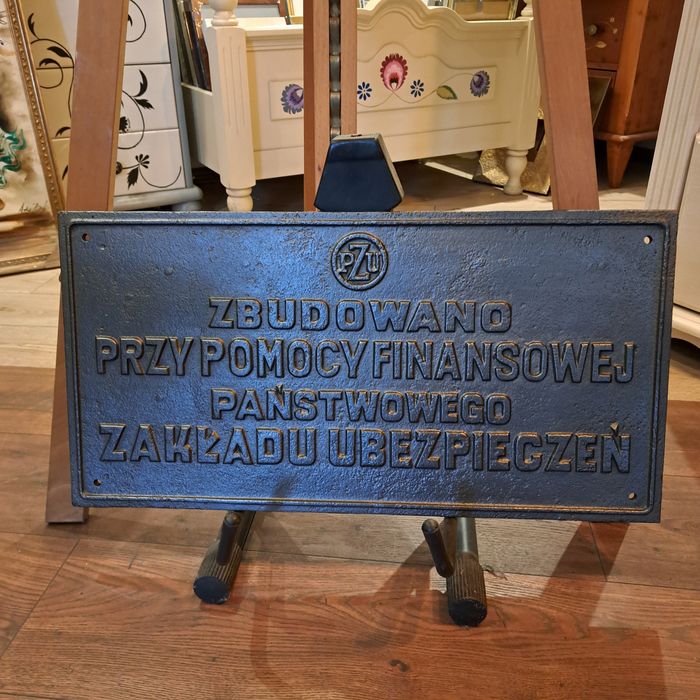 PZU
ZBUDOWANO
PRZY POMOCY FINANSOWEJ
PAŃSTWOWEGO
ZAKŁADU UBEZPIECZEŃ